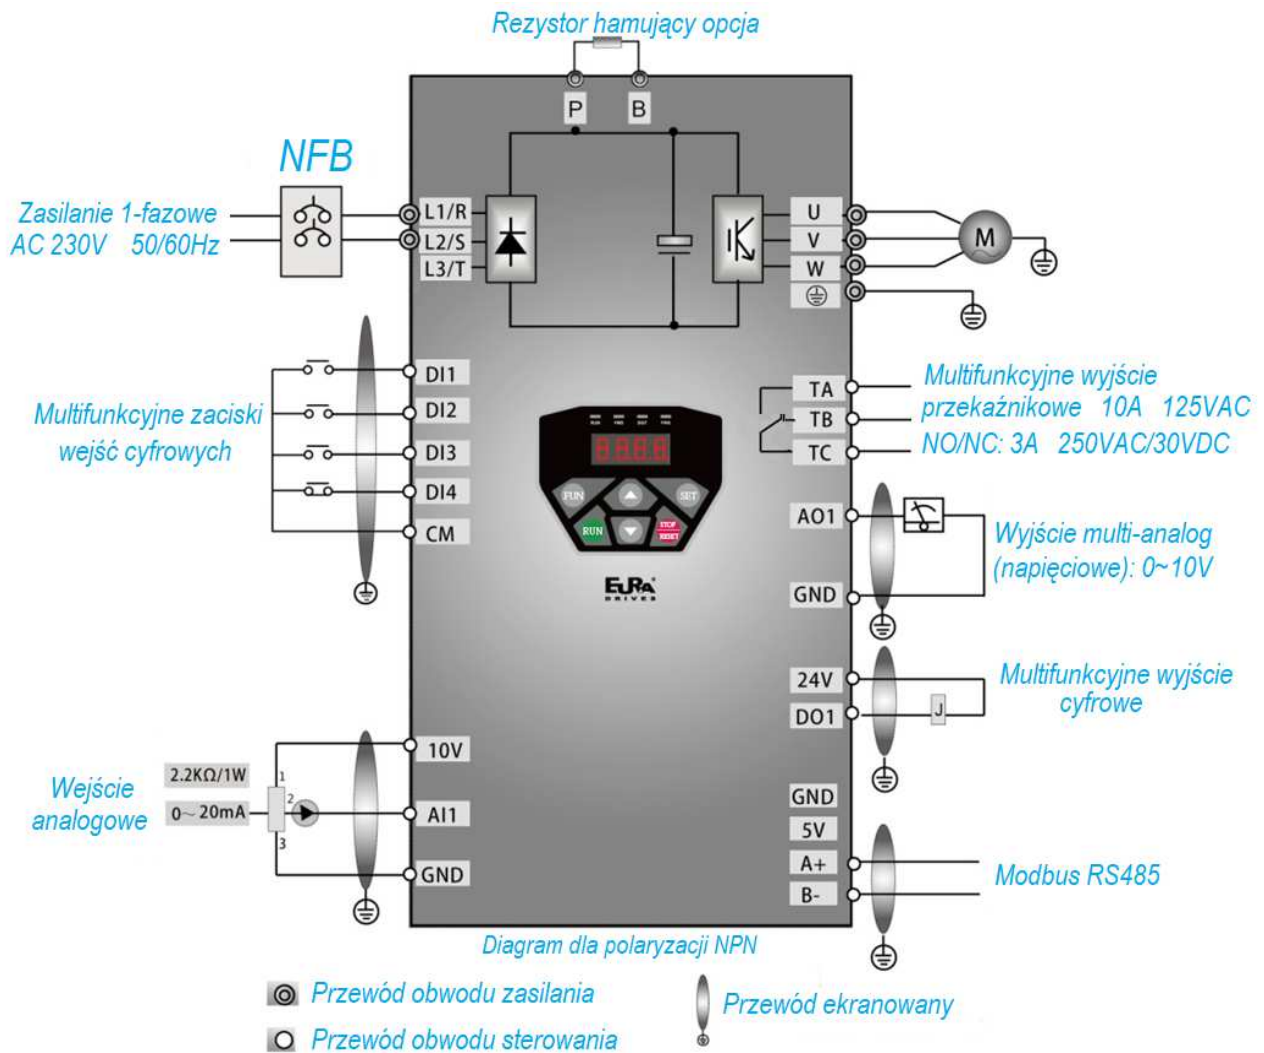 Rezystor hamujący opcja
P
B
NFB
Zasilanie 1-fazowe
AC 230V 50/60Hz
L1/R
L2/S
L3/T
U
V
W
M
DI1
DI2
DI3
DI4
CM
Multifunkcyjne zaciski
wejść cyfrowych
TA
TB
TC
Multifunkcyjne wyjście
przekaźnikowe 10A 125VAC
NO/NC: 3A 250VAC/30VDC
FUN
SET
RUN
STOP
RESET
EURA
DRIVES
AO1
GND
Wyjście multi-analog
(napięciowe): 0~10V
24V
DO1
J
Multifunkcyjne wyjście
cyfrowe
10V
AI1
GND
2.2KΩ/1W
0~20mA
1
2
3
Wejście
analogowe
GND
5V
A+
B-
Modbus RS485
Diagram dla polaryzacji NPN
Przewód obwodu zasilania
Przewód obwodu sterowania
Przewód ekranowany